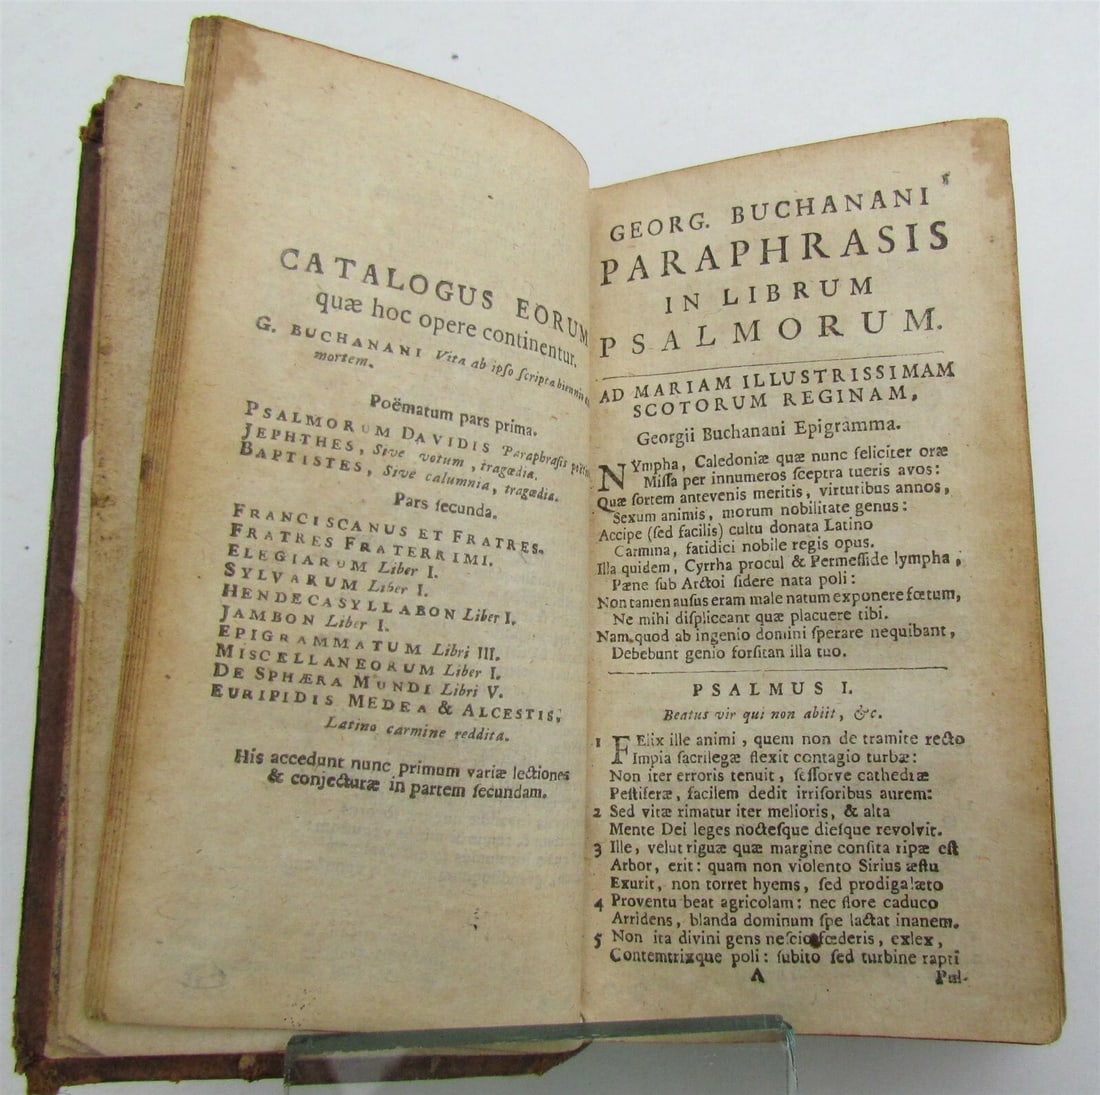 CATALOGUS EORUM
quæ hoc opere continentur.
G. BUCHANANI Vita ab ipso scripta biennio
mortem.
Poëmatum pars prima.
PSALMORUM DAVIDIS Paraphrasis
JEPHTHES, Sive votum, tragœdia.
BAPTISTES, Sive calumnia, tragœdia.
Pars secunda.
FRANCISCANUS ET FRATRES.
FRATRES FRATERRIMI.
ELEGIARUM Liber I.
SYLVARUM Liber I.
HENDECASYLLABON Liber I.
JAMBON Liber I.
EPIGRAMMATUM Libri III.
MISCELLANEORUM Liber I.
DE SPHÆRA MUNDI Libri V.
EURIPIDIS MEDEA & ALCESTIS,
Latino carmine reddita.
His accedunt nunc primum variæ lectiones
& conjecturæ in partem secundam.
GEORG. BUCHANANI
PARAPHRASIS
IN LIBRUM
PSALMORUM.
AD MARIAM ILLUSTRISSIMAM
SCOTORUM REGINAM,
Georgii Buchanani Epigramma.
NYmpha, Caledoniæ quæ nunc feliciter oræ
Missa per innumeros sceptra tueris avos:
Quæ sortem antevenis meritis, virtutibus annos,
Sexum animis, morum nobilitate genus:
Accipe (sed facilis) cultu donata Latino
Carmina, fatidici nobile regis opus.
Illa quidem, Cyrrha procul & Permesside lympha,
Pæne sub Arctoi sidere nata poli:
Non tamen ausus eram male natum exponere fœtum,
Ne mihi displiceant quæ placuere tibi.
Nam quod ab ingenio domini sperare nequibant,
Debebunt genio forsitan illa tuo.
PSALMUS I.
Beatus vir qui non abiit, &c.
1 FElix ille animi, quem non de tramite recto
Impia sacrilegæ flexit contagio turbæ:
Non iter erroris tenuit, sessorve cathedræ
Pestiferæ, facilem dedit irrisoribus aurem:
2 Sed vitæ rimatur iter melioris, & alta
Mente Dei leges noctesque diesque revolvit.
3 Ille, velut riguæ quæ margine consita ripæ est
Arbor, erit: quam non violento Sirius æstu
Exurit, non torret hyems, sed prodiga læto
4 Proventu beat agricolam: nec flore caduco
Arridens, blanda dominum spe lactat inanem.
5 Non ita divini gens nescia fœderis, exlex,
Contemtrixque poli: subito sed turbine rapti
A Pul-